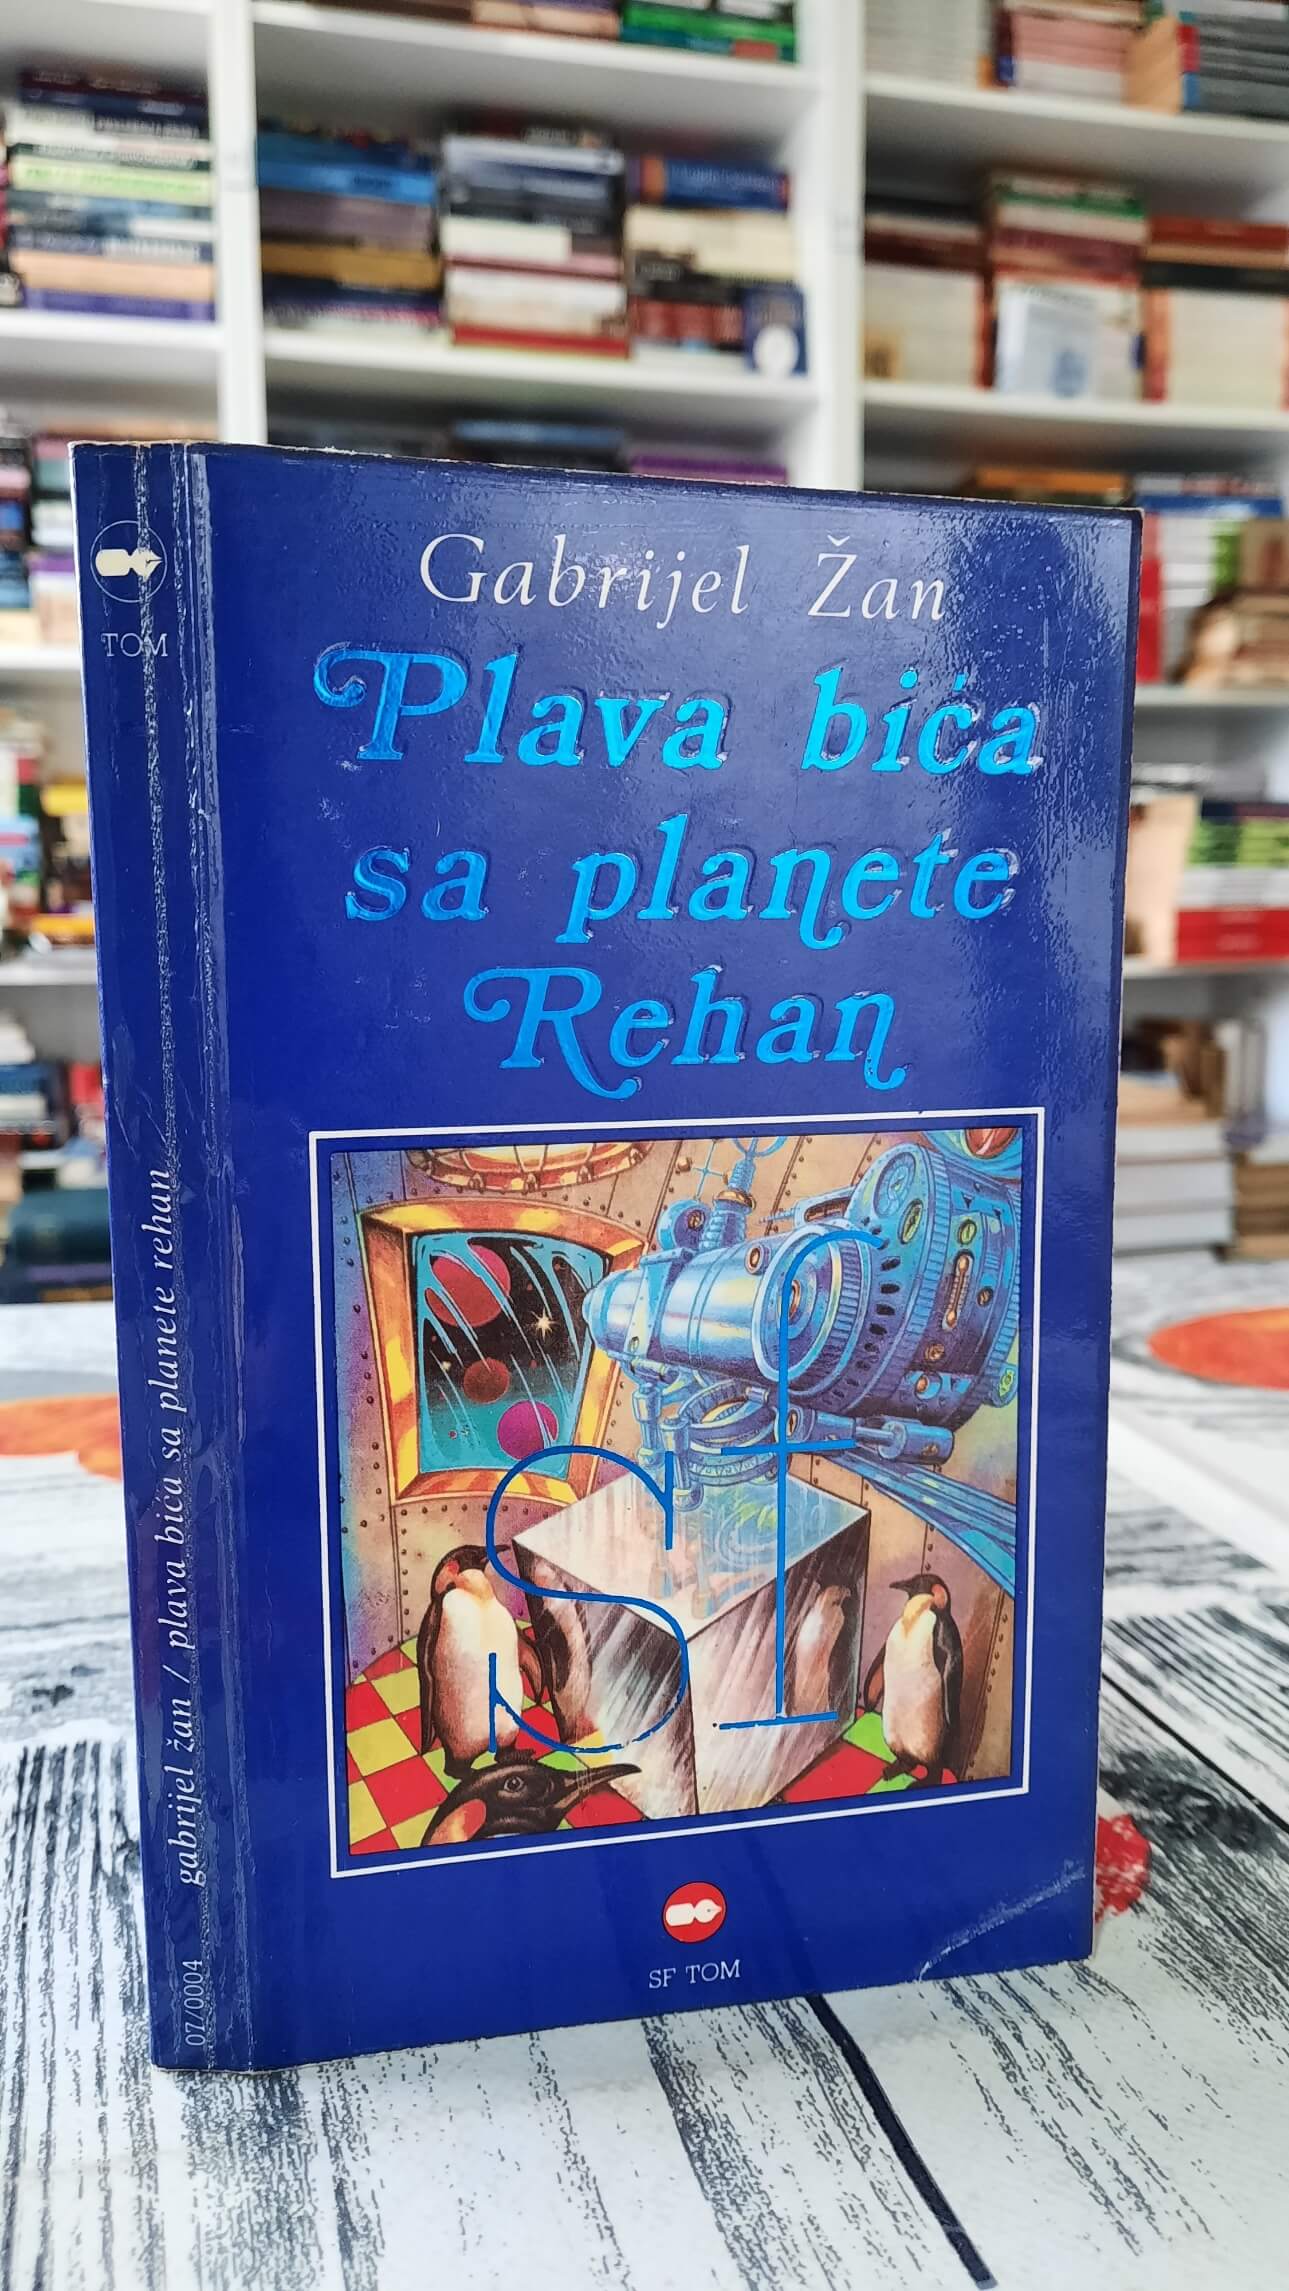 Gabrijel Žan
Plava bića
sa planete
Rehan
sf
SF TOM
TOM
gabrijel žan / plava bića sa planete rehan
07/0004